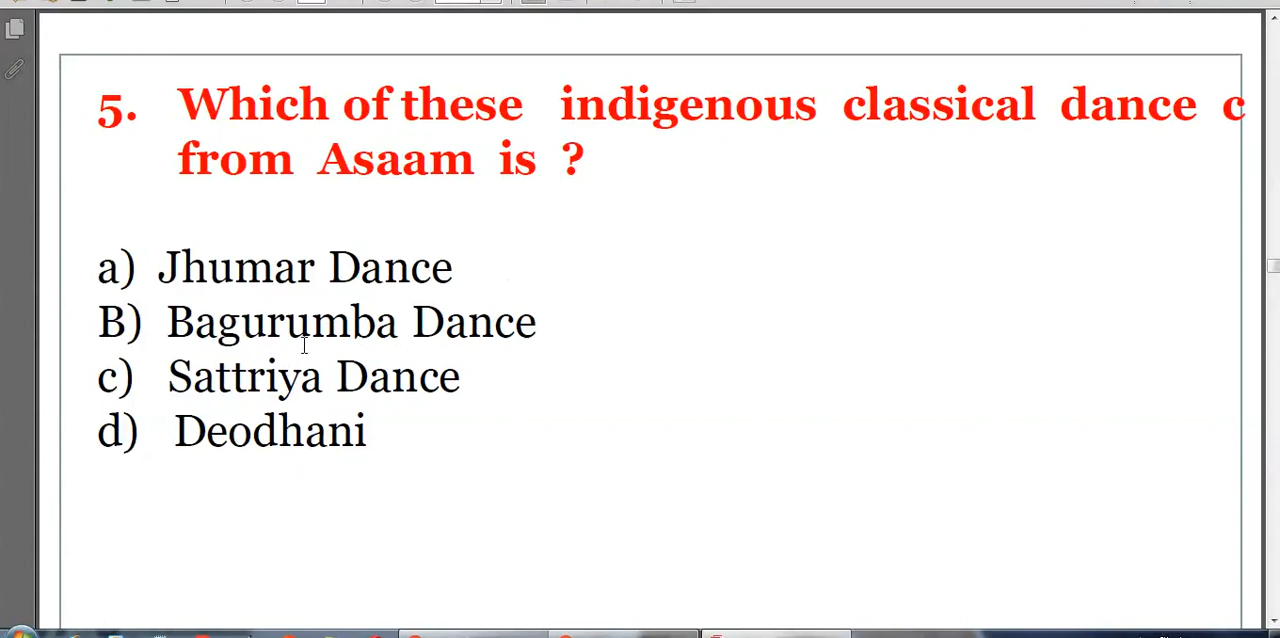 5. Which of these indigenous classical dance c
from Asaam is ?
a) Jhumar Dance
B) Bagurumba Dance
c) Sattriya Dance
d) Deodhani